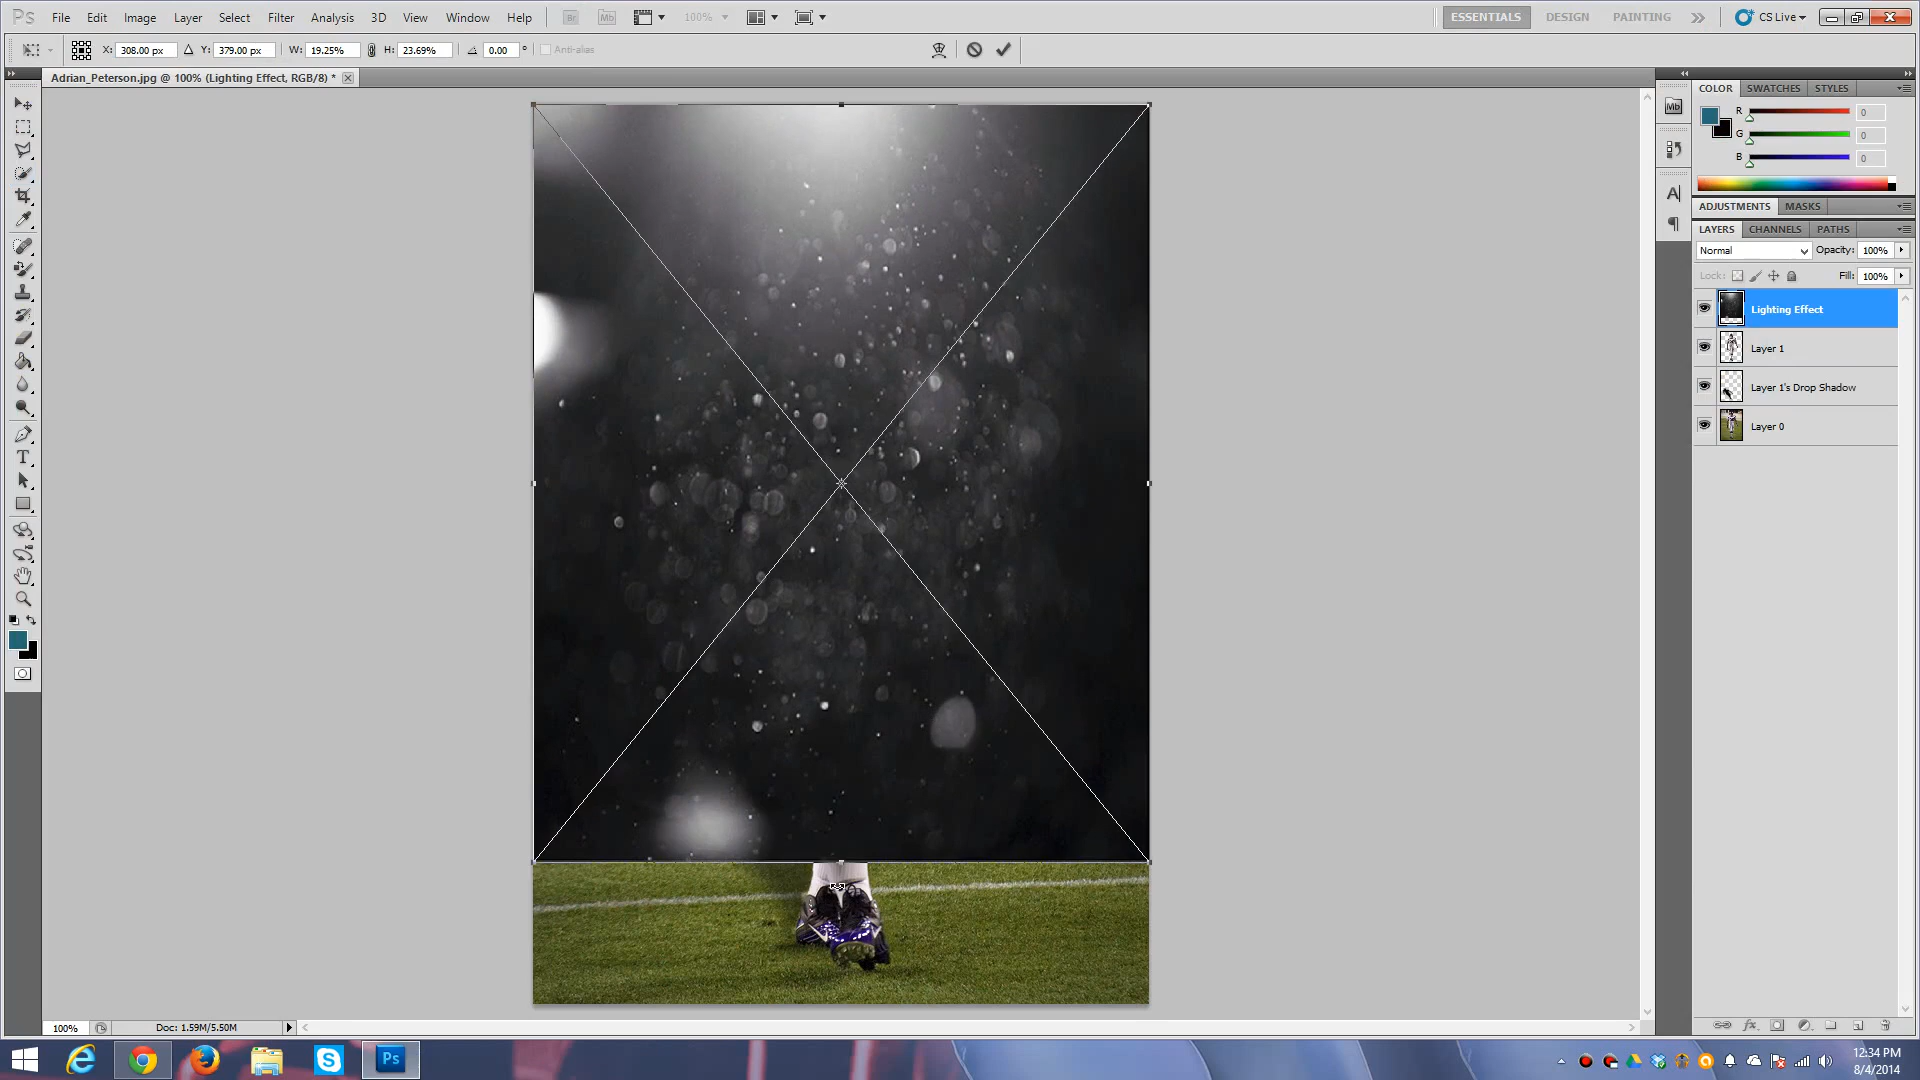 Ps File Edit Image Layer Select Filter Analysis 3D View Window Help Br Mb 100% ESSENTIALS DESIGN PAINTING CS Live
X: 308.00 px Y: 379.00 px W: 19.25% H: 23.69% 0.00 ° Anti-alias
Adrian_Peterson.jpg @ 100% (Lighting Effect, RGB/8) *
COLOR SWATCHES STYLES
Mb
R 0
G 0
B 0
ADJUSTMENTS MASKS
LAYERS CHANNELS PATHS
Normal Opacity: 100%
Lock: Fill: 100%
Lighting Effect
Layer 1
Layer 1's Drop Shadow
Layer 0
100% Doc: 1.59M/5.50M
Ps
12:34 PM
8/4/2014